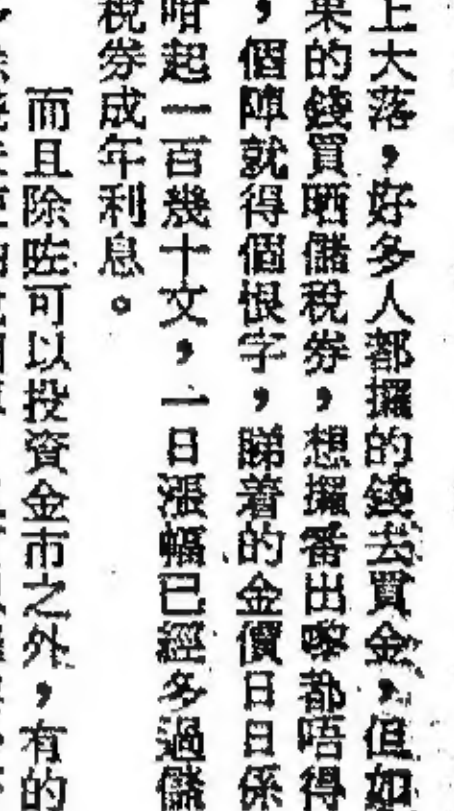 上大落，好多人都攞的錢去買金，但如
果的錢買晒儲稅券，想攞番出嚟都唔得
，個陣就得個恨字，睇着的金價日日係
咁起一百幾十文，一日漲幅已經多過儲
稅券成年利息。
而且除咗可以投資金市之外，有的